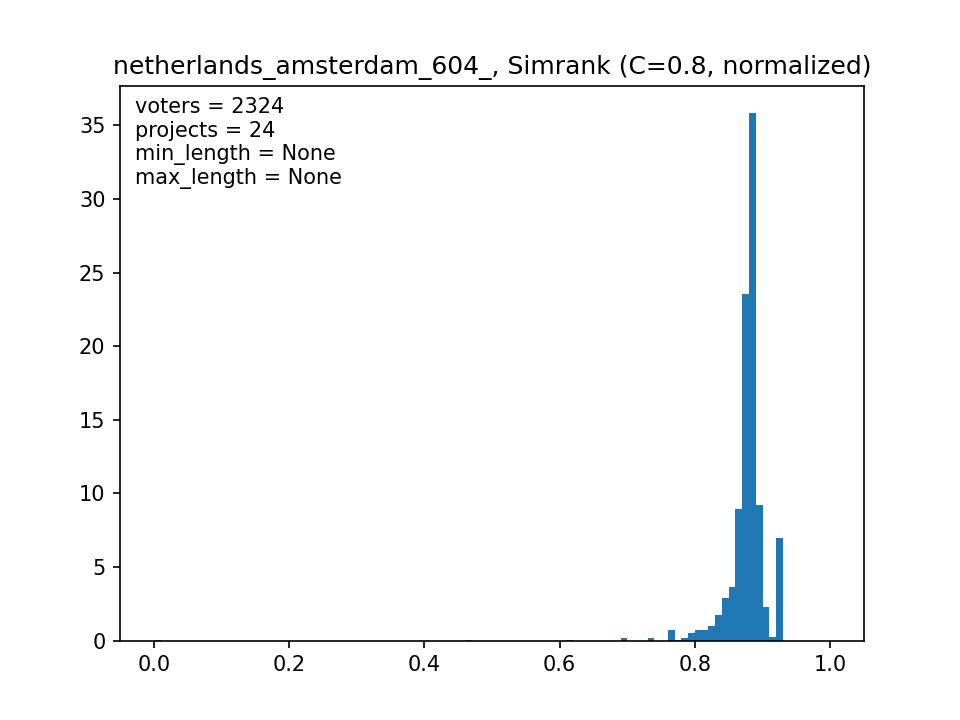 netherlands_amsterdam_604_, Simrank (C=0.8, normalized)
voters = 2324
projects = 24
min_length = None
max_length = None
35
30
25
20
15
10
5
0
0.0 0.2 0.4 0.6 0.8 1.0